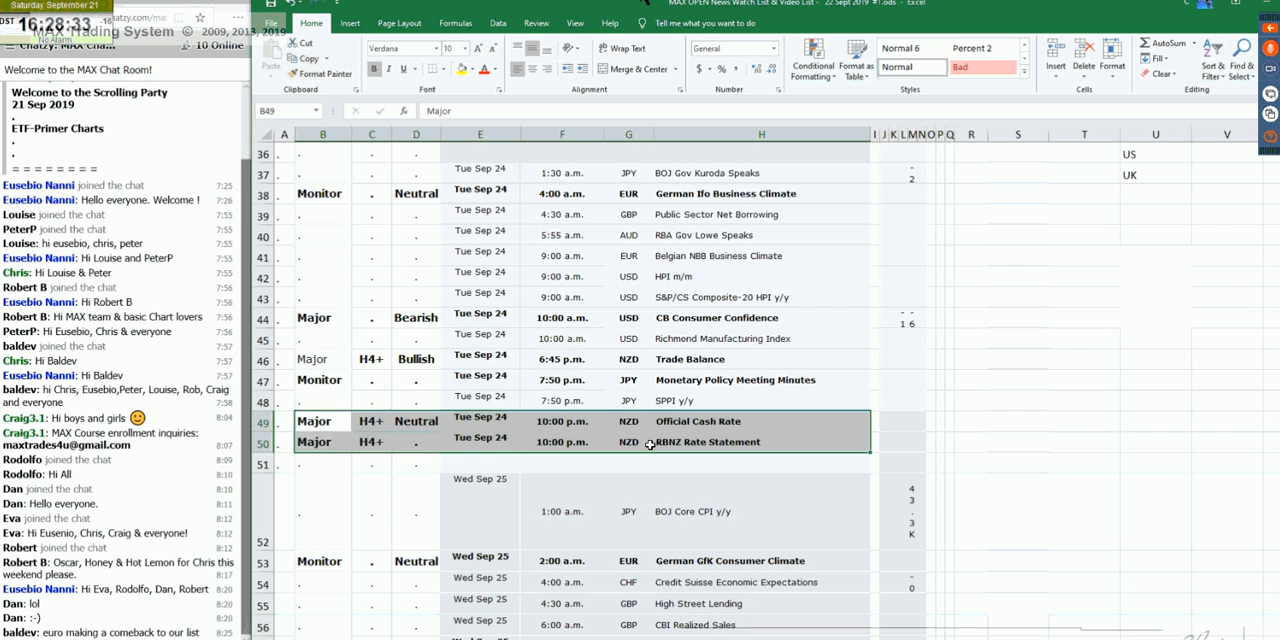 Saturday, September 21
DST 16:28:33 .16
No Alarm
MAX Trading System © 2009, 2013, 2019
Chatzy: MAX Cha...
10 Online
Welcome to the MAX Chat Room!
Welcome to the Scrolling Party
21 Sep 2019
.
ETF-Primer Charts
.
.
= = = = = = = =
Eusebio Nanni joined the chat 7:25
Eusebio Nanni: Hello everyone. Welcome ! 7:26
Louise joined the chat 7:55
PeterP joined the chat 7:55
Louise: hi eusebio, chris, peter 7:55
Eusebio Nanni: Hi Louise and PeterP 7:55
Chris: Hi Louise & Peter 7:55
Robert B joined the chat 7:56
Eusebio Nanni: Hi Robert B 7:56
Robert B: Hi MAX team & basic Chart lovers 7:56
PeterP: Hi Eusebio, Chris & everyone 7:56
baldev joined the chat 7:57
Chris: Hi Baldev 7:57
Eusebio Nanni: Hi Baldev 7:57
baldev: hi Chris, Eusebio,Peter, Louise, Rob, Craig
and everyone 7:58
Craig3.1: Hi boys and girls 8:04
Craig3.1: MAX Course enrollment inquiries:
maxtrades4u@gmail.com 8:07
Rodolfo joined the chat 8:09
Rodolfo: Hi All 8:10
Dan joined the chat 8:10
Dan: Hello everyone. 8:11
Eva joined the chat 8:12
Eva: Hi Eusenio, Chris, Craig & everyone! 8:12
Robert joined the chat 8:12
Robert B: Oscar, Honey & Hot Lemon for Chris this
weekend please. 8:17
Eusebio Nanni: Hi Eva, Rodolfo, Dan, Robert 8:20
Dan: lol 8:20
Dan: :-) 8:20
baldev: euro making a comeback to our list 8:25
MAX OPEN News Watch List & Video List - 22 Sept 2019 #1.ods - Excel
File Home Insert Page Layout Formulas Data Review View Help Tell me what you want to do
Paste Cut Copy Format Painter
Clipboard
Verdana 10 A A
B I U
Font
Wrap Text
Merge & Center
Alignment
General
$ % ,
Number
Conditional Formatting Format as Table
Normal 6 Percent 2
Normal Bad
Styles
Insert Delete Format
Cells
AutoSum
Fill
Clear
Sort & Filter Find & Select
Editing
B49 fx Major
A B C D E F G H I J K L M N O P Q R S T U V
36 . . . . US
37 . . . . Tue Sep 24 1:30 a.m. JPY BOJ Gov Kuroda Speaks - 2 UK
38 . Monitor . Neutral Tue Sep 24 4:00 a.m. EUR German Ifo Business Climate
39 . . . . Tue Sep 24 4:30 a.m. GBP Public Sector Net Borrowing
40 . . . . Tue Sep 24 5:55 a.m. AUD RBA Gov Lowe Speaks
41 . . . . Tue Sep 24 9:00 a.m. EUR Belgian NBB Business Climate
42 . . . . Tue Sep 24 9:00 a.m. USD HPI m/m
43 . . . . Tue Sep 24 9:00 a.m. USD S&P/CS Composite-20 HPI y/y
44 . Major . Bearish Tue Sep 24 10:00 a.m. USD CB Consumer Confidence - - 1 6
45 . . . . Tue Sep 24 10:00 a.m. USD Richmond Manufacturing Index
46 . Major H4+ Bullish Tue Sep 24 6:45 p.m. NZD Trade Balance
47 . Monitor . . Tue Sep 24 7:50 p.m. JPY Monetary Policy Meeting Minutes
48 . . . . Tue Sep 24 7:50 p.m. JPY SPPI y/y
49 . Major H4+ Neutral Tue Sep 24 10:00 p.m. NZD Official Cash Rate
50 . Major H4+ . Tue Sep 24 10:00 p.m. NZD RBNZ Rate Statement
51 . . . .
52 . . . . Wed Sep 25 1:00 a.m. JPY BOJ Core CPI y/y 4 3 . 3 K
53 . Monitor . Neutral Wed Sep 25 2:00 a.m. EUR German GfK Consumer Climate
54 . . . . Wed Sep 25 4:00 a.m. CHF Credit Suisse Economic Expectations - 0
55 . . . . Wed Sep 25 4:30 a.m. GBP High Street Lending
56 . . . . Wed Sep 25 6:00 a.m. GBP CBI Realized Sales